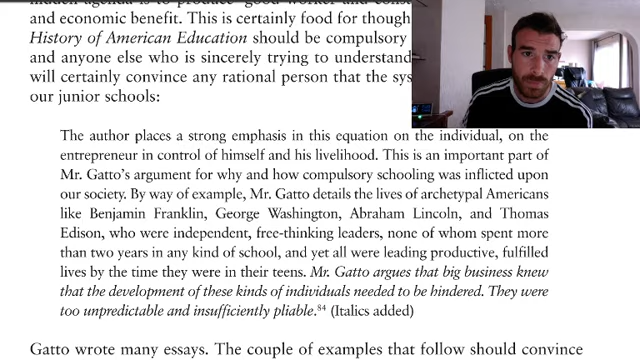 hidden agenda is to produce 'good worker' and
and economic benefit. This is certainly food for though
History of American Education should be compulsory
and anyone else who is sincerely trying to understand
will certainly convince any rational person that the sys
our junior schools:
The author places a strong emphasis in this equation on the individual, on the
entrepreneur in control of himself and his livelihood. This is an important part of
Mr. Gatto's argument for why and how compulsory schooling was inflicted upon
our society. By way of example, Mr. Gatto details the lives of archetypal Americans
like Benjamin Franklin, George Washington, Abraham Lincoln, and Thomas
Edison, who were independent, free-thinking leaders, none of whom spent more
than two years in any kind of school, and yet all were leading productive, fulfilled
lives by the time they were in their teens. Mr. Gatto argues that big business knew
that the development of these kinds of individuals needed to be hindered. They were
too unpredictable and insufficiently pliable.84 (Italics added)
Gatto wrote many essays. The couple of examples that follow should convince